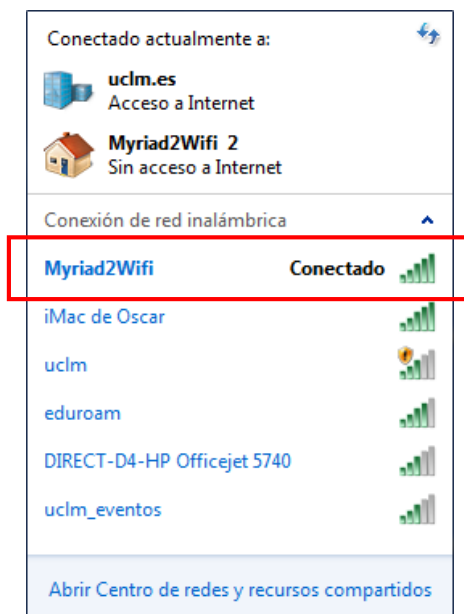 Conectado actualmente a:
uclm.es
Acceso a Internet
Myriad2Wifi 2
Sin acceso a Internet
Conexión de red inalámbrica
Myriad2Wifi Conectado
iMac de Oscar
uclm
eduroam
DIRECT-D4-HP Officejet 5740
uclm_eventos
Abrir Centro de redes y recursos compartidos